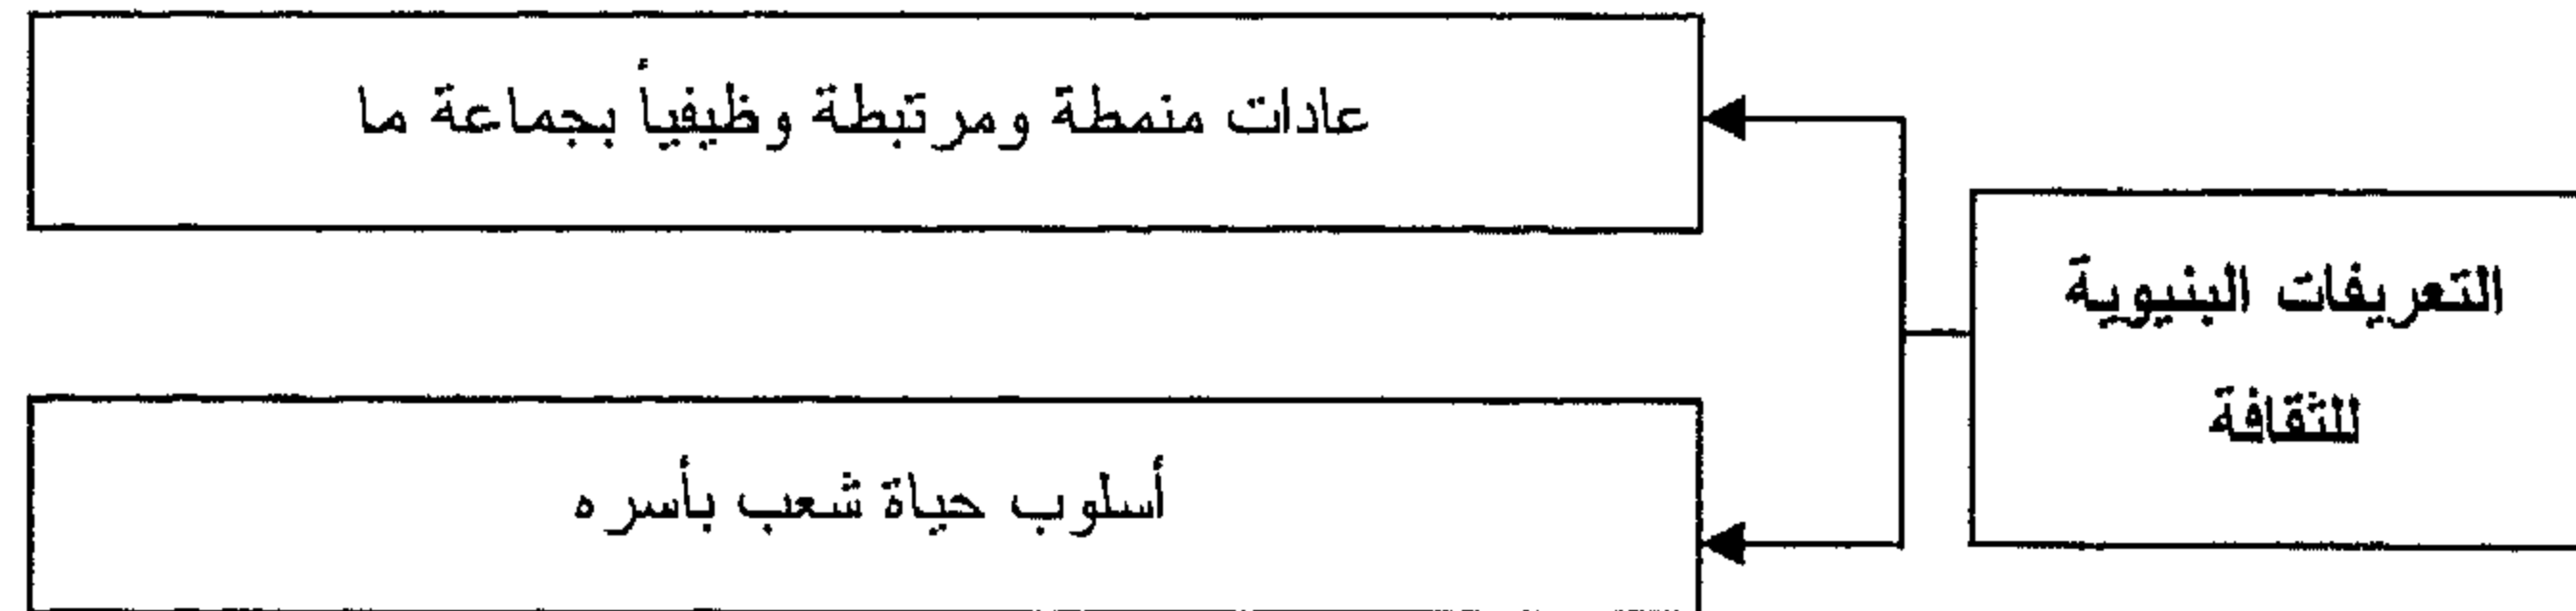 التعريفات البنيوية
للثقافة
عادات منمطة ومرتبطة وظيفياً بجماعة ما
أسلوب حياة شعب بأسره